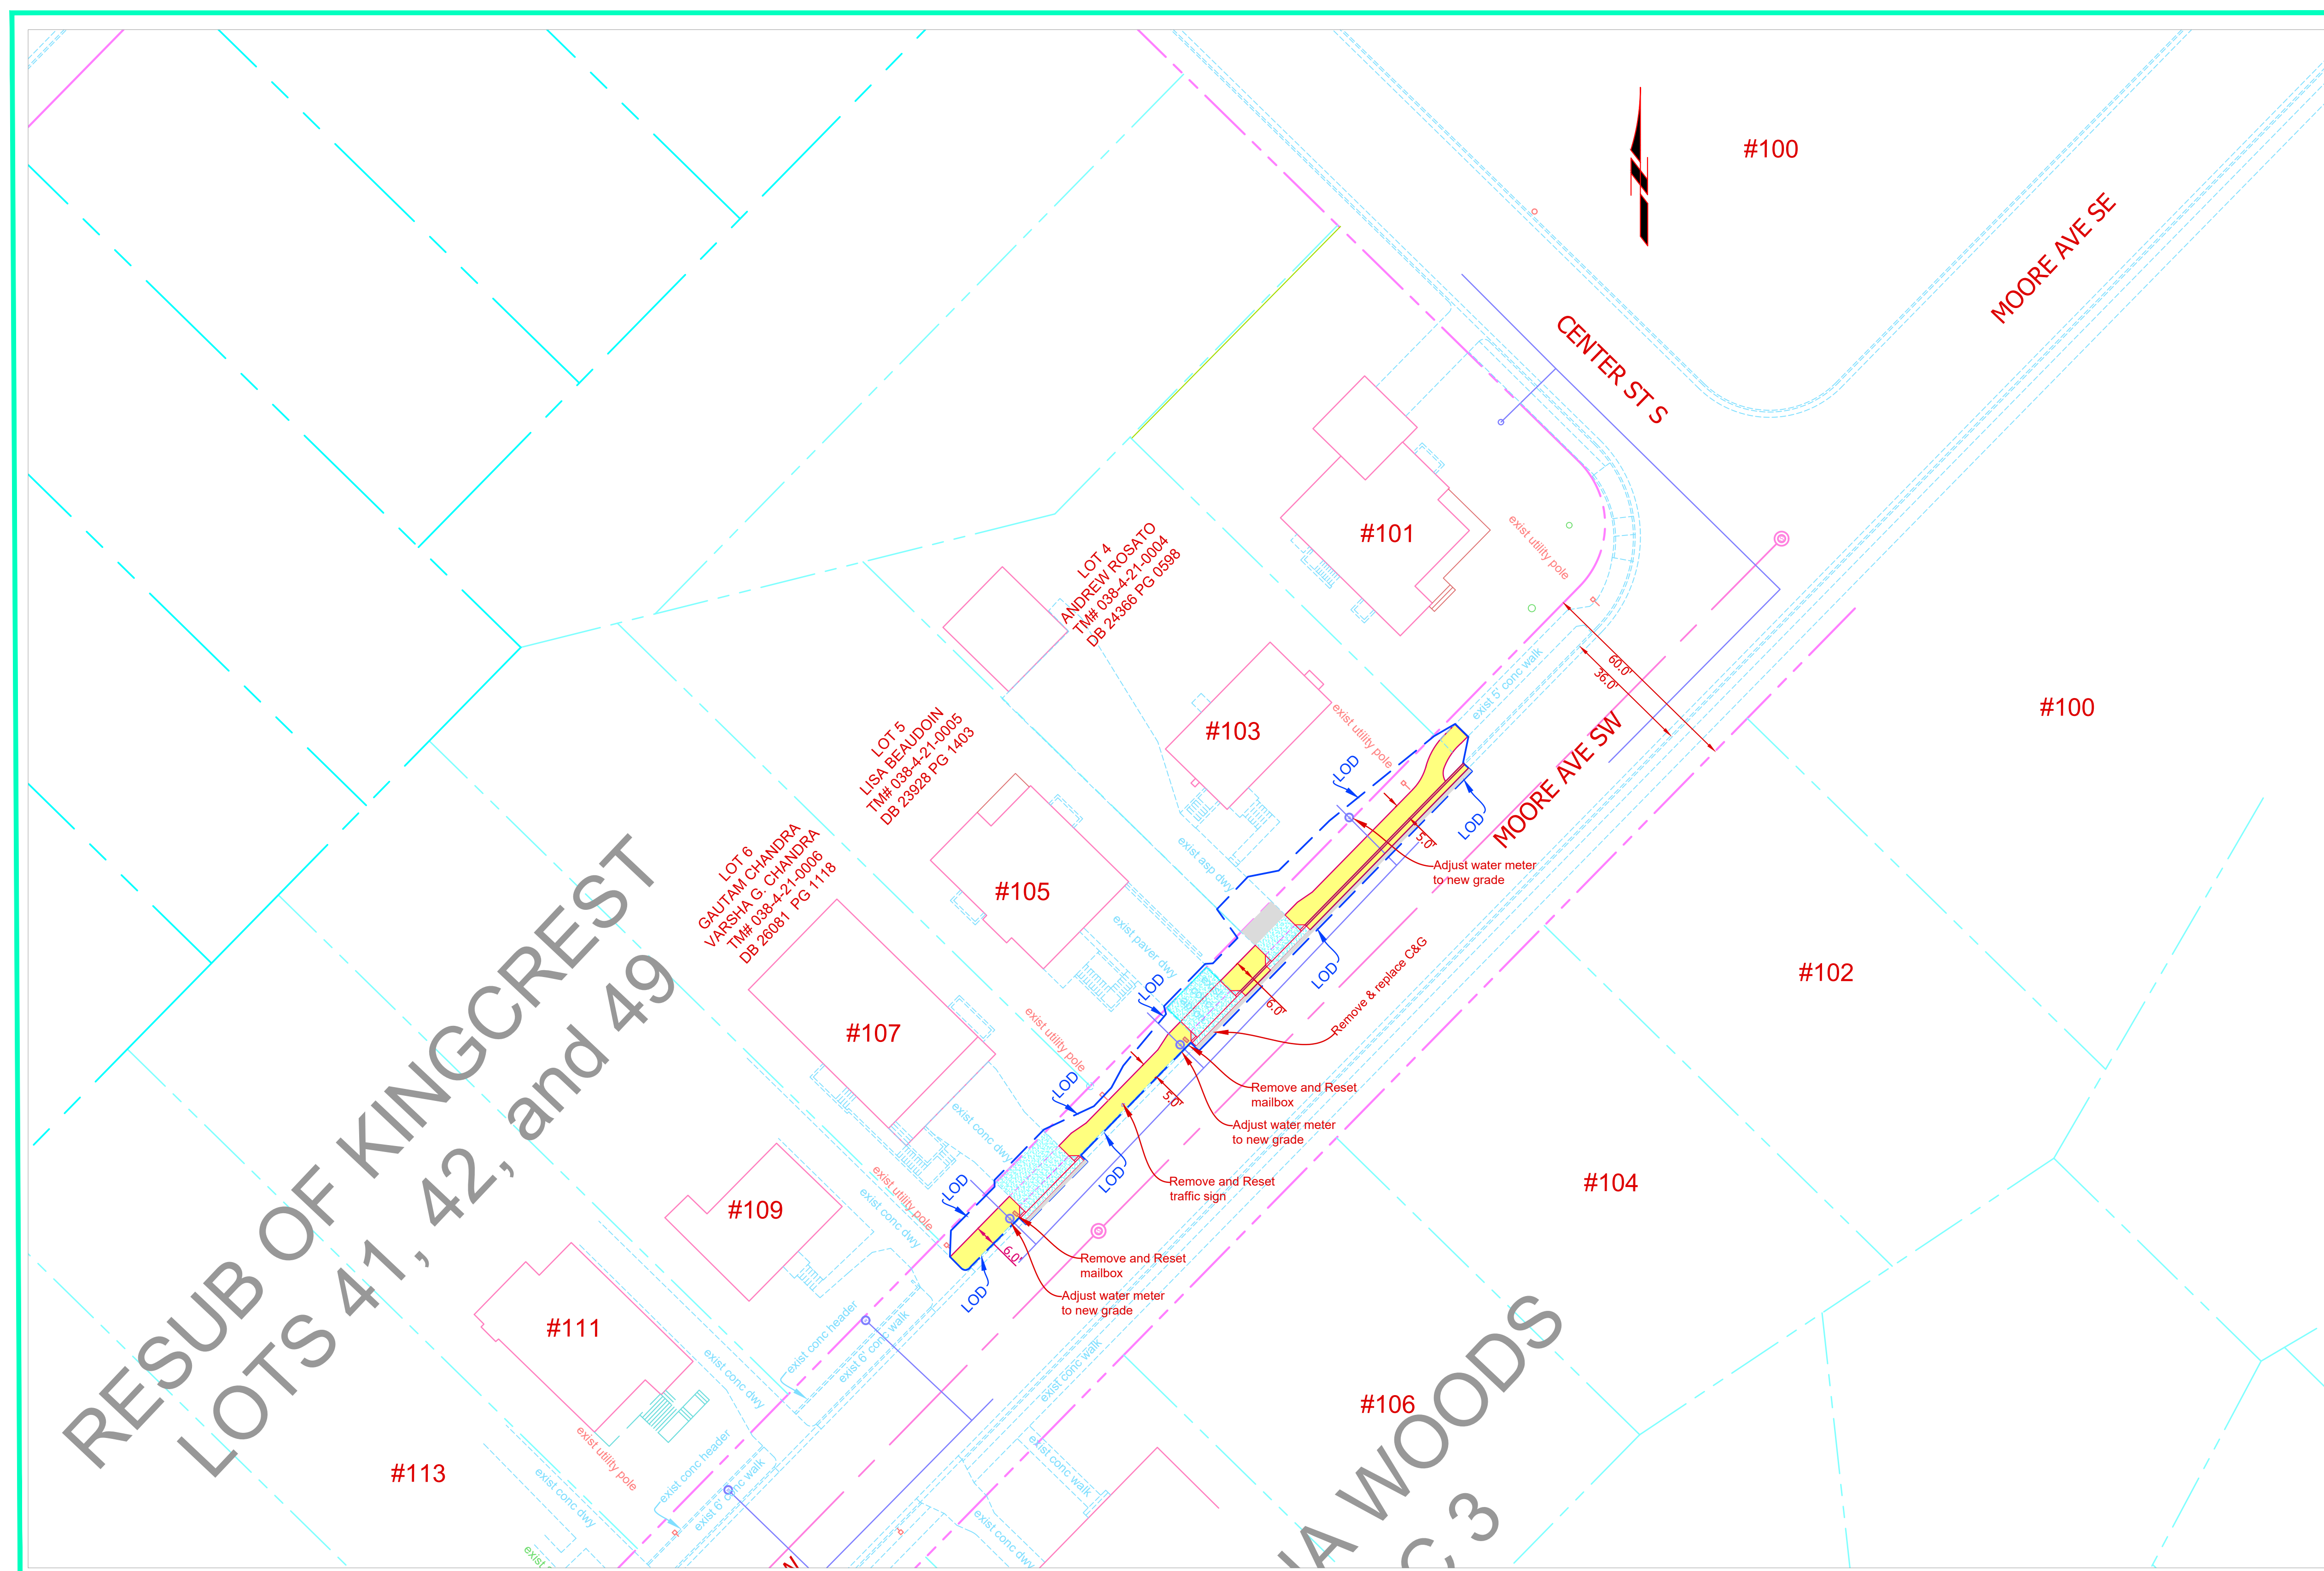 #100
MOORE AVE SE
CENTER ST S
#101
exist utility pole
LOT 4
ANDREW ROSATO
TM# 038-4-21-0004
DB 24366 PG 0598
60.0'
36.0'
exist 5' conc walk
#100
#103
exist utility pole
LOD
MOORE AVE SW
LOD
5.0'
Adjust water meter
to new grade
LOT 5
LISA BEAUDOIN
TM# 038-4-21-0005
DB 23928 PG 1403
exist asp dwy
#105
exist paver dwy
LOD
LOD
6.0'
Remove & replace C&G
#102
LOT 6
GAUTAM CHANDRA
VARSHA G. CHANDRA
TM# 038-4-21-0006
DB 26081 PG 1118
#107
exist utility pole
LOD
5.0'
Remove and Reset
mailbox
Adjust water meter
to new grade
LOD
Remove and Reset
traffic sign
#104
exist conc dwy
LOD
#109
exist utility pole
exist conc dwy
6.0'
LOD
Remove and Reset
mailbox
Adjust water meter
to new grade
RESUB OF KINGCREST
LOTS 41, 42, and 49
#111
exist conc header
exist 6' conc walk
exist conc dwy
exist conc walk
#106
#113
exist utility pole
exist conc header
exist 6' conc walk
exist conc dwy
exist conc walk
exist conc dwy
exist
WOODS
C 3
W